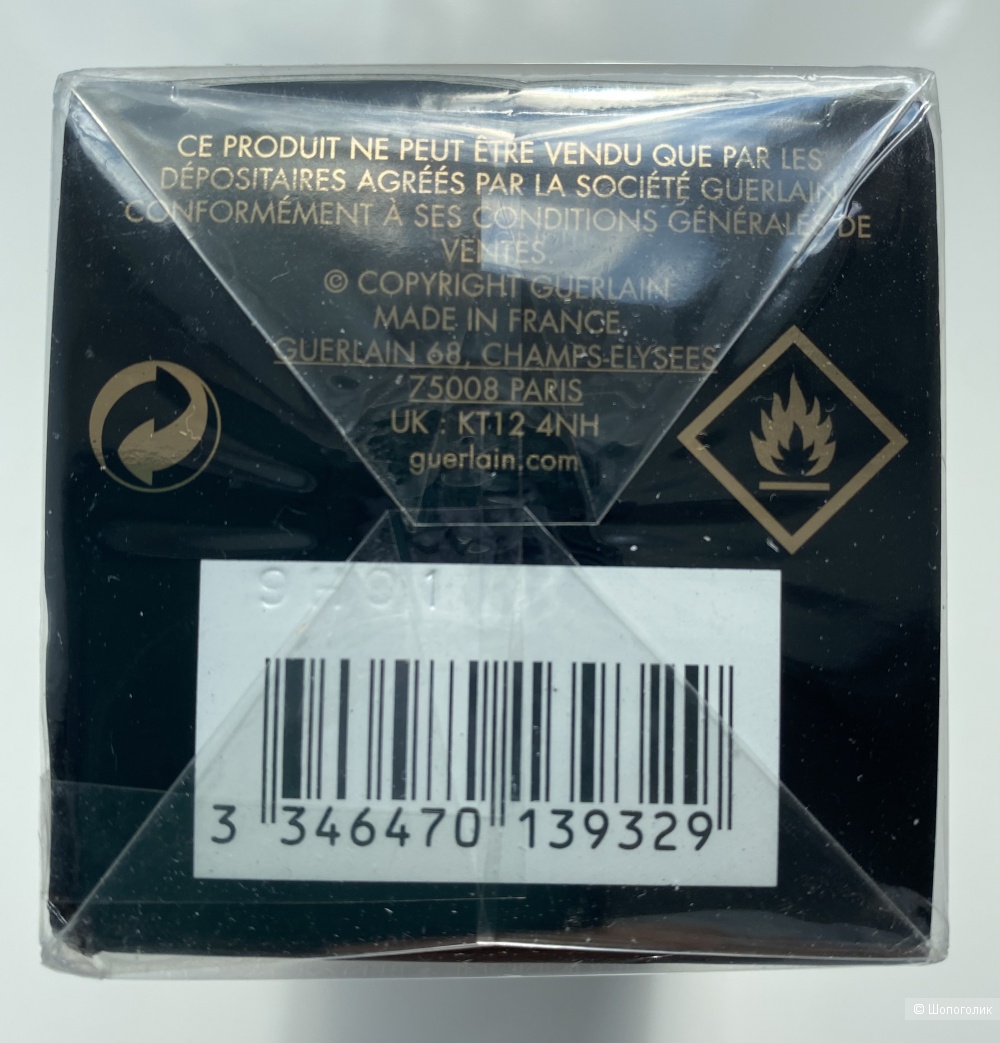 CE PRODUIT NE PEUT ÊTRE VENDU QUE PAR LES
DÉPOSITAIRES AGRÉÉS PAR LA SOCIÉTÉ GUERLAIN
CONFORMÉMENT À SES CONDITIONS GÉNÉRALES DE
VENTES
© COPYRIGHT GUERLAIN
MADE IN FRANCE
GUERLAIN 68, CHAMPS-ELYSEES
75008 PARIS
UK : KT12 4NH
guerlain.com
3 346470 139329
© Шопоголик